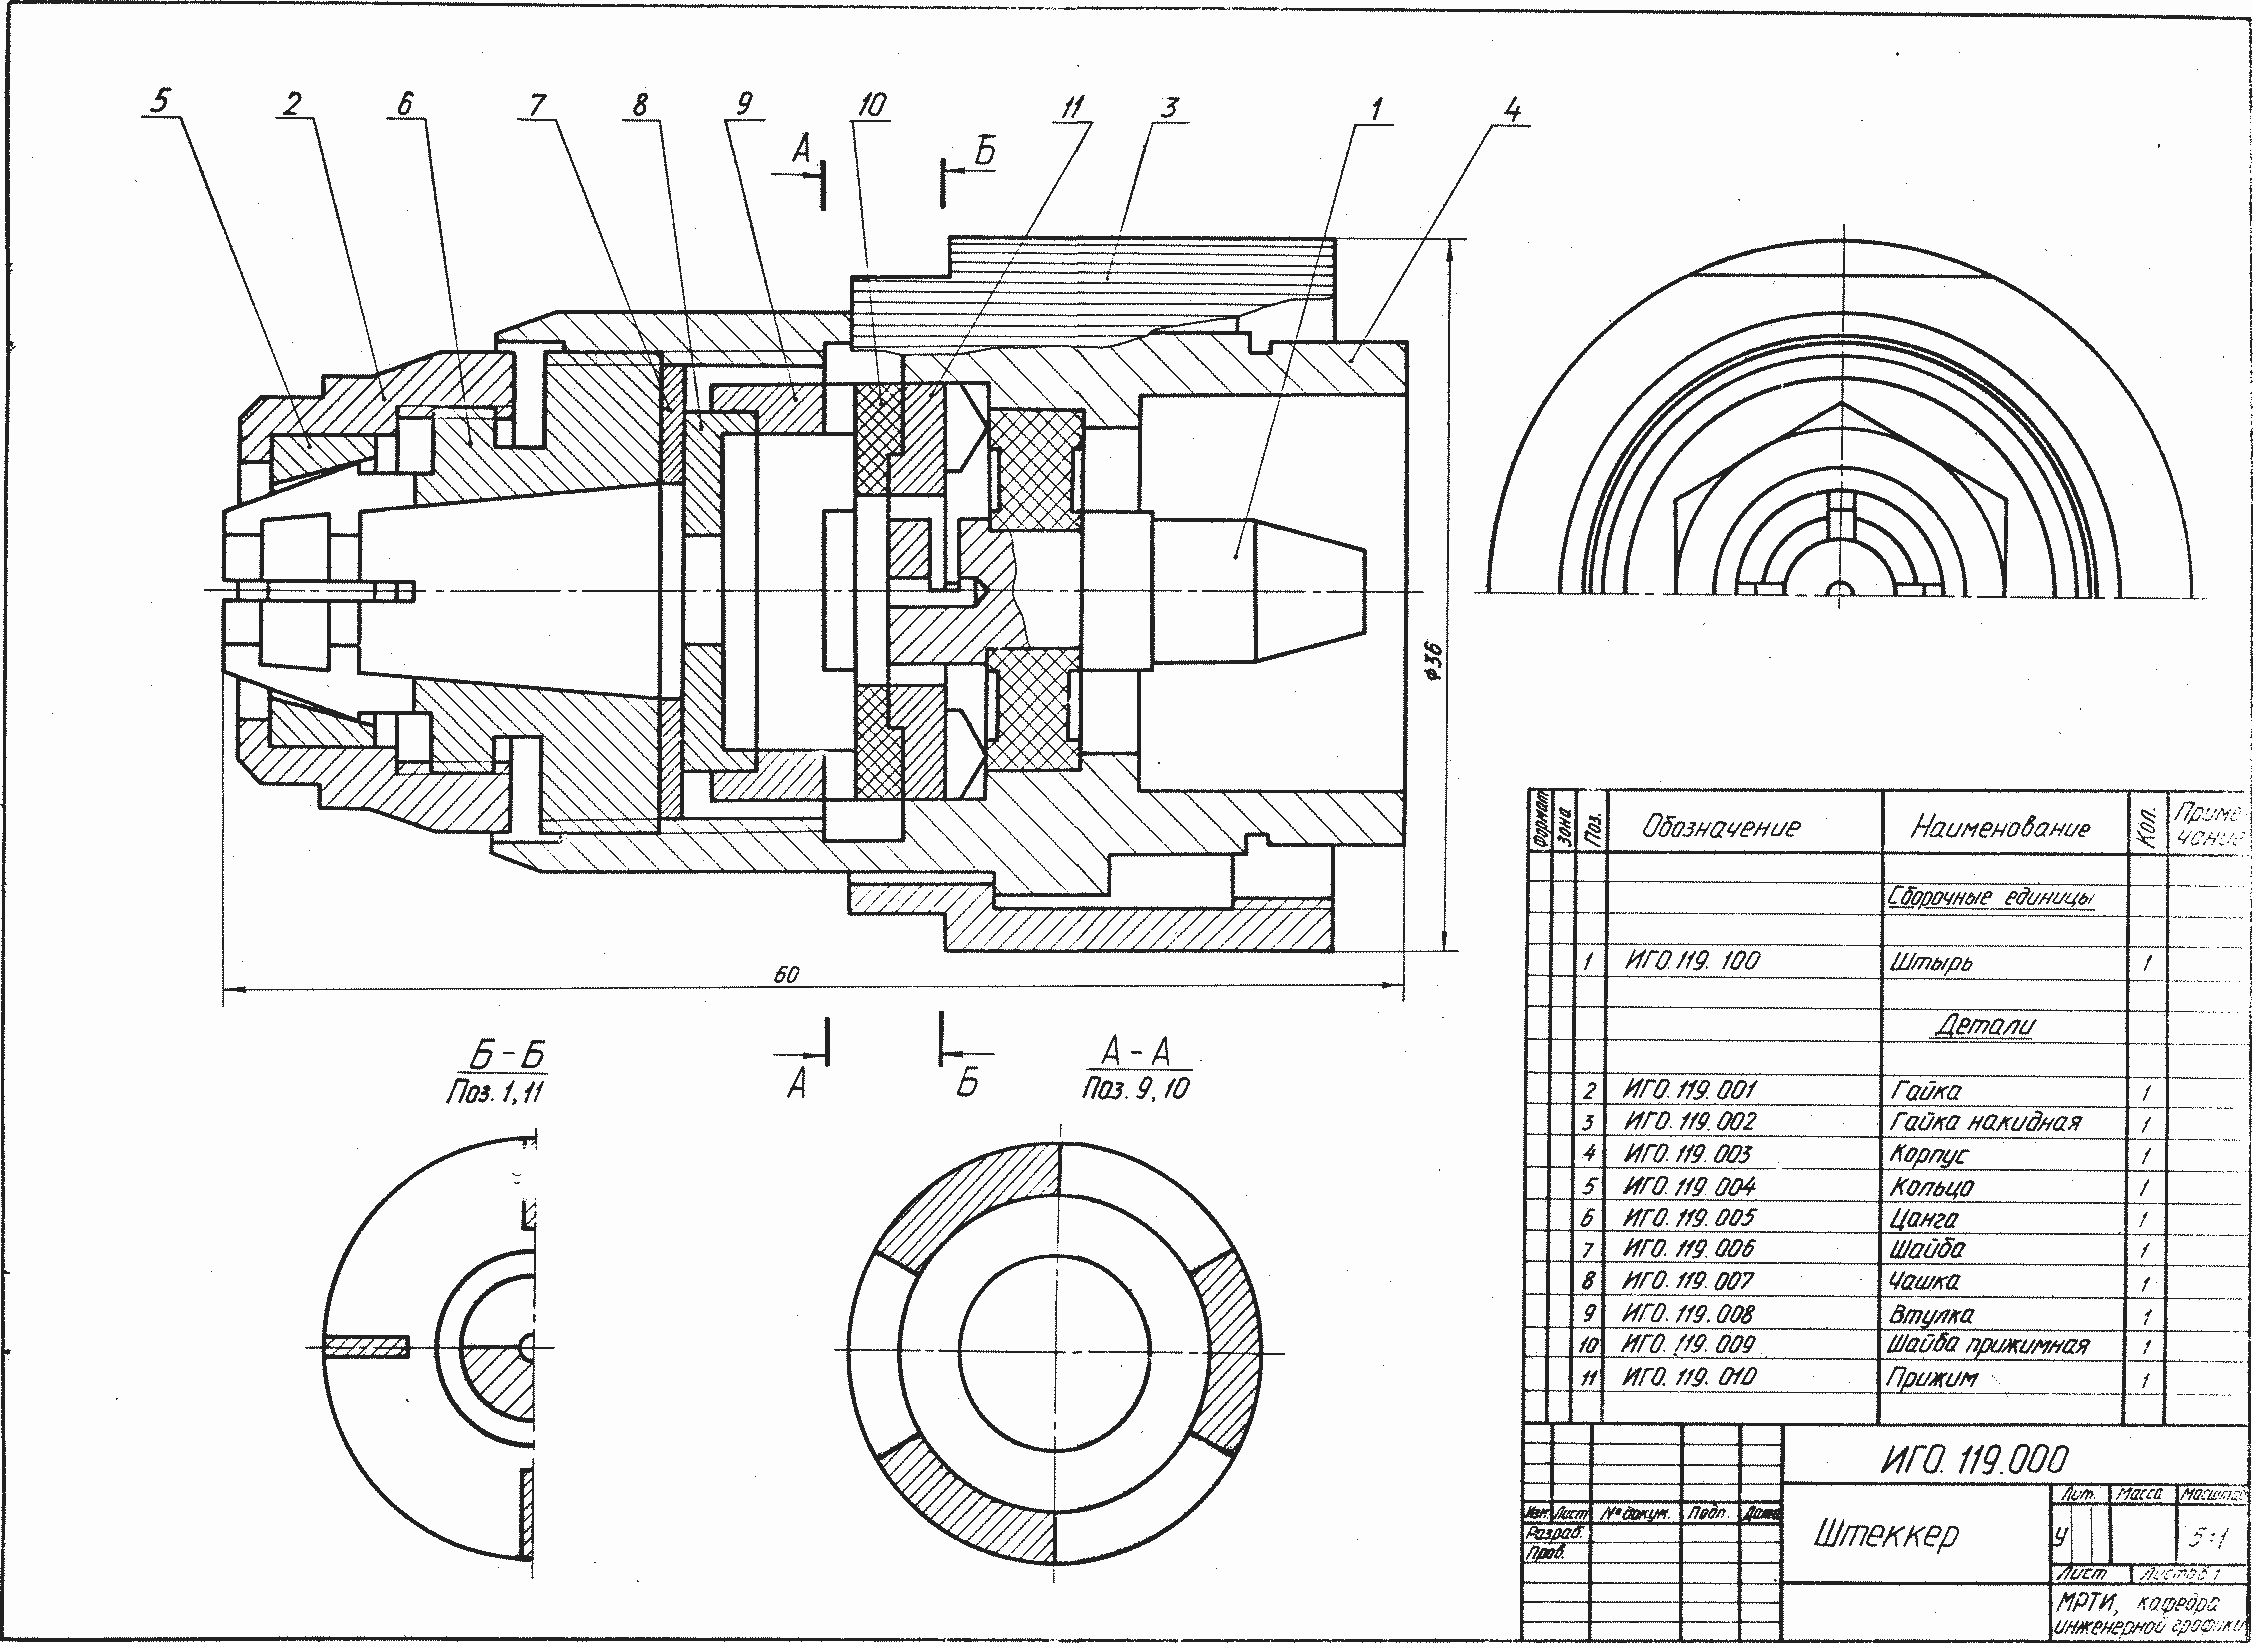 5 2 6 7 8 9 10 11 3 1 4
А Б
Ф36
60
А Б
Б-Б
Поз. 1, 11
А-А
Поз. 9, 10
Формат Зона Поз. Обозначение Наименование Кол. Приме-
чание
Сборочные единицы
1 ИГО.119.100 Штырь 1
Детали
2 ИГО.119.001 Гайка 1
3 ИГО.119.002 Гайка накидная 1
4 ИГО.119.003 Корпус 1
5 ИГО.119.004 Кольцо 1
6 ИГО.119.005 Цанга 1
7 ИГО.119.006 Шайба 1
8 ИГО.119.007 Чашка 1
9 ИГО.119.008 Втулка 1
10 ИГО.119.009 Шайба прижимная 1
11 ИГО.119.010 Прижим 1
ИГО.119.000
Лит. Масса Масштаб
Изм. Лист № докум. Подп. Дата
Разраб.
Пров.
Штеккер
У 5:1
Лист Листов 1
МРТИ, кафедра
инженерной графики